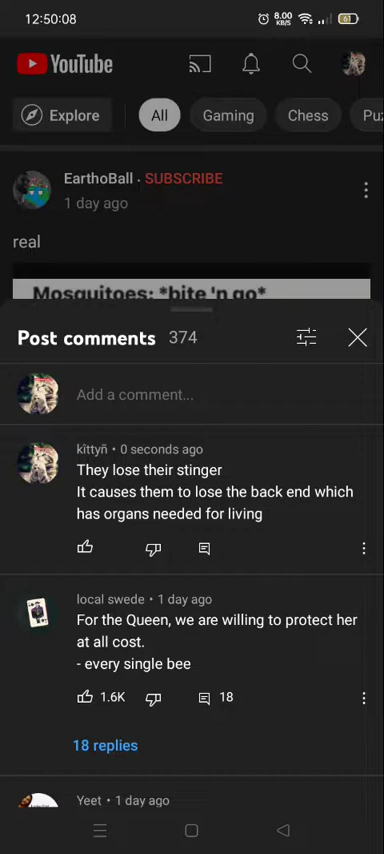 12:50:08
8.00
KB/S
61
YouTube
Explore
All
Gaming
Chess
Puz
EarthoBall · SUBSCRIBE
1 day ago
real
Mosquitoes: *bite 'n go*
Post comments 374
Add a comment...
kîttyñ • 0 seconds ago
They lose their stinger
It causes them to lose the back end which
has organs needed for living
local swede • 1 day ago
For the Queen, we are willing to protect her
at all cost.
- every single bee
1.6K
18
18 replies
Yeet • 1 day ago